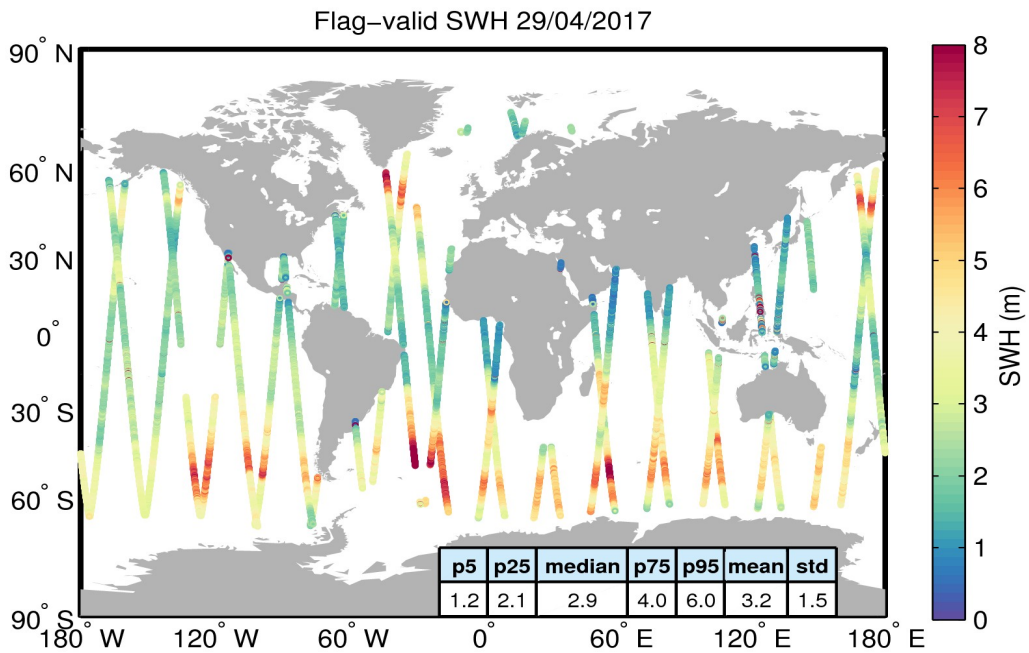 Flag−valid SWH 29/04/2017
90° N
60° N
30° N
0°
30° S
60° S
90° S
180° W
120° W
60° W
0°
60° E
120° E
180° E
p5 p25 median p75 p95 mean std
1.2 2.1 2.9 4.0 6.0 3.2 1.5
8
7
6
5
4
3
2
1
0
SWH (m)